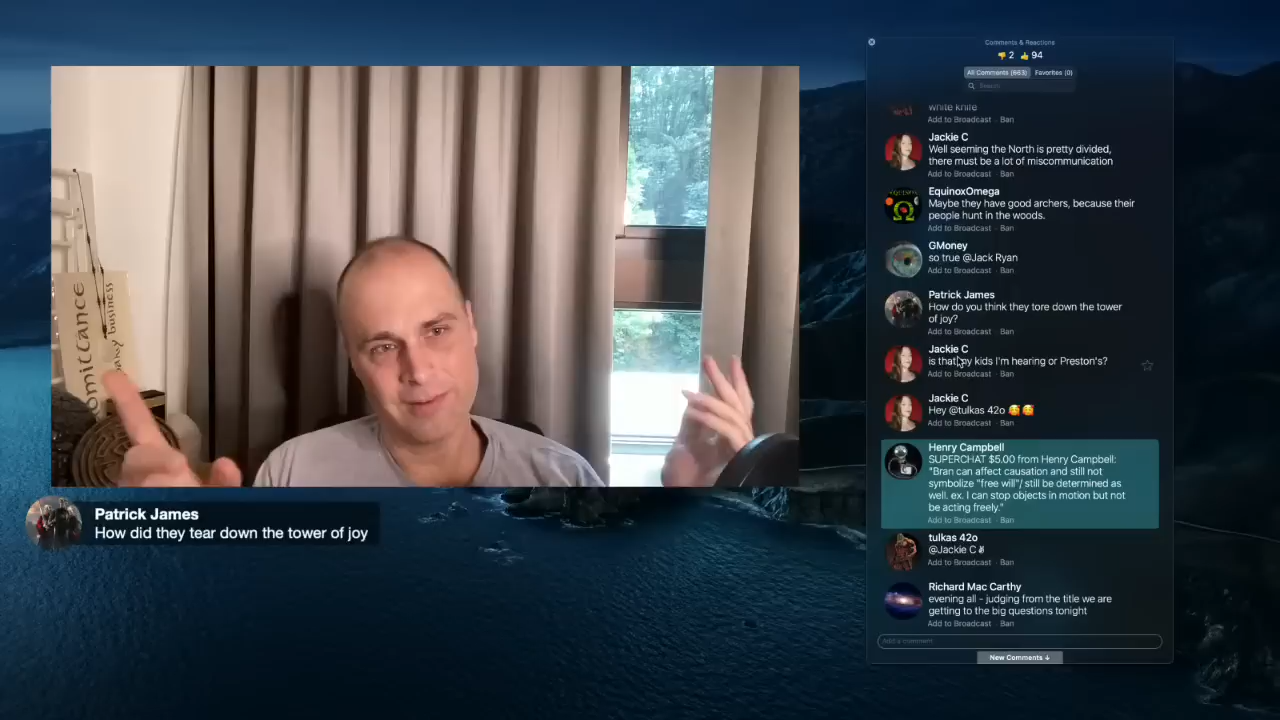 Comments & Reactions
👎 2 👍 94
All Comments (663) Favorites (0)
Search
white knife
Add to Broadcast · Ban
Jackie C
Well seeming the North is pretty divided,
there must be a lot of miscommunication
Add to Broadcast · Ban
EquinoxOmega
Maybe they have good archers, because their
people hunt in the woods.
Add to Broadcast · Ban
GMoney
so true @Jack Ryan
Add to Broadcast · Ban
Patrick James
How do you think they tore down the tower
of joy?
Add to Broadcast · Ban
Jackie C
is that my kids I'm hearing or Preston's?
Add to Broadcast · Ban
Jackie C
Hey @tulkas 42o 🥰 🥰
Add to Broadcast · Ban
Henry Campbell
SUPERCHAT $5.00 from Henry Campbell:
"Bran can affect causation and still not
symbolize "free will"/ still be determined as
well. ex. I can stop objects in motion but not
be acting freely."
Add to Broadcast · Ban
tulkas 42o
@Jackie C ✌
Add to Broadcast · Ban
Richard Mac Carthy
evening all - judging from the title we are
getting to the big questions tonight
Add to Broadcast · Ban
Add a comment
New Comments ↓
omittance
business
Patrick James
How did they tear down the tower of joy